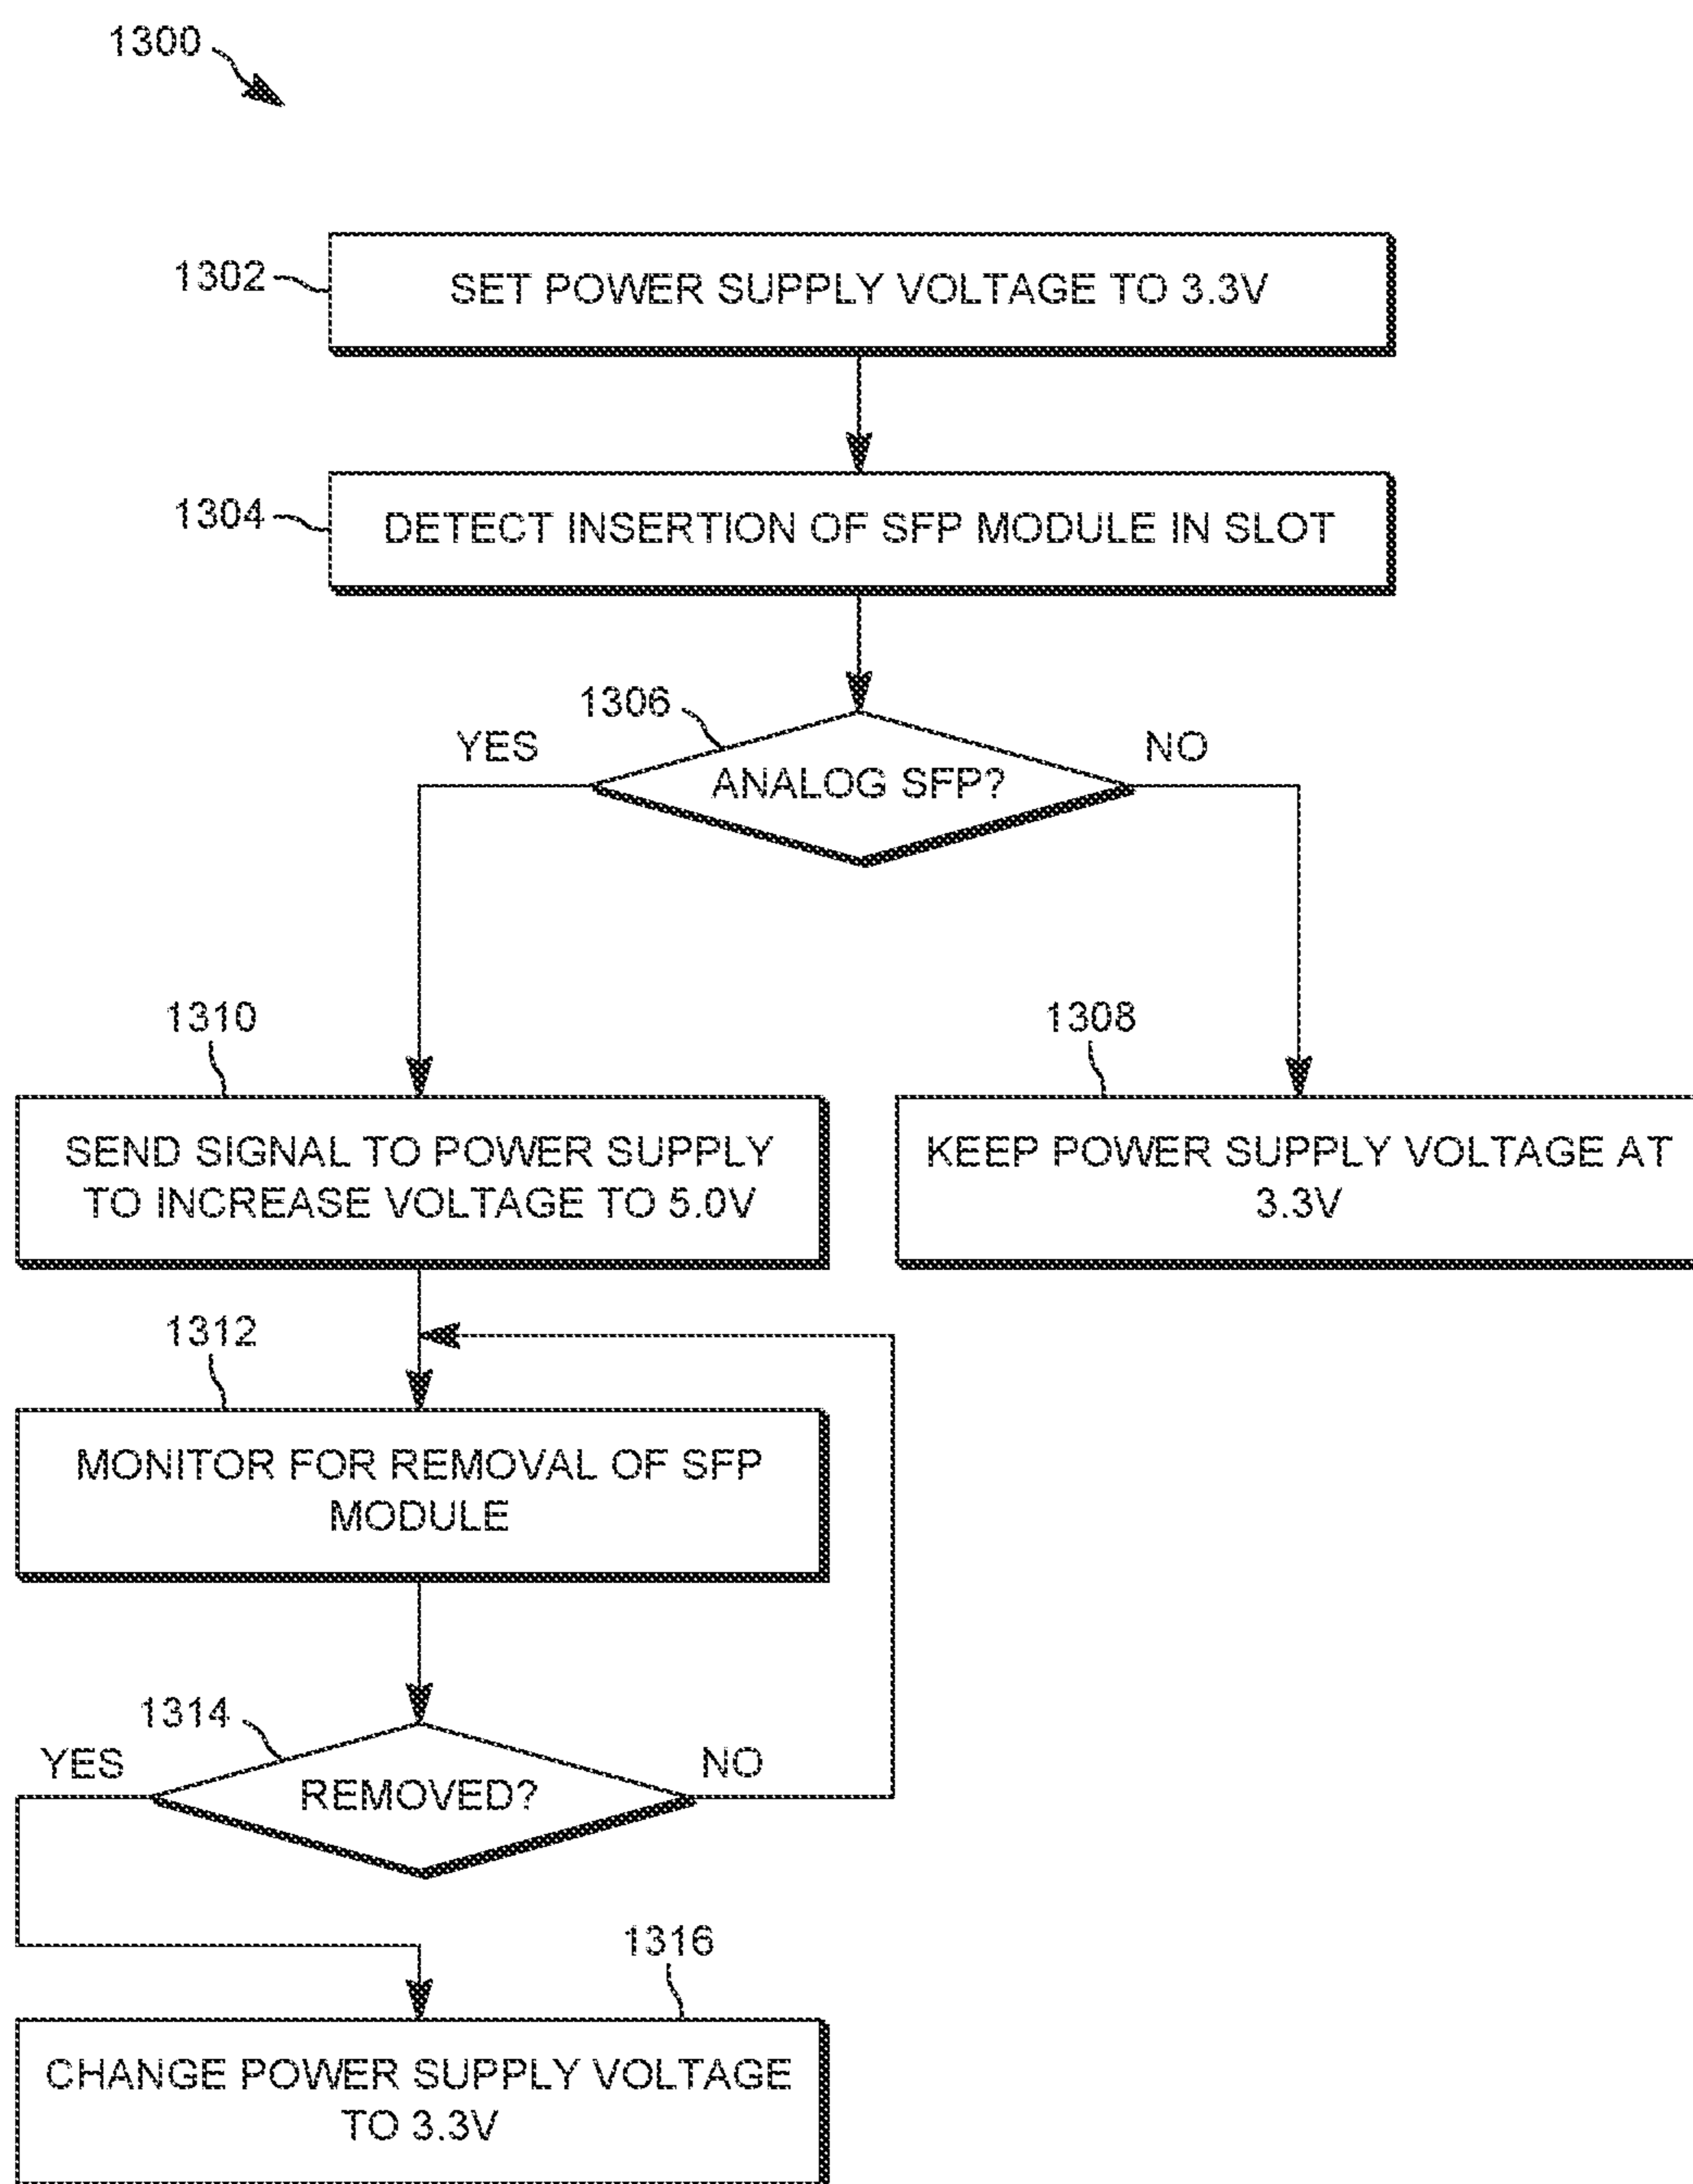 1300
1302
SET POWER SUPPLY VOLTAGE TO 3.3V
1304
DETECT INSERTION OF SFP MODULE IN SLOT
1306
YES
NO
ANALOG SFP?
1310
1308
SEND SIGNAL TO POWER SUPPLY
TO INCREASE VOLTAGE TO 5.0V
KEEP POWER SUPPLY VOLTAGE AT
3.3V
1312
MONITOR FOR REMOVAL OF SFP
MODULE
1314
YES
NO
REMOVED?
1316
CHANGE POWER SUPPLY VOLTAGE
TO 3.3V